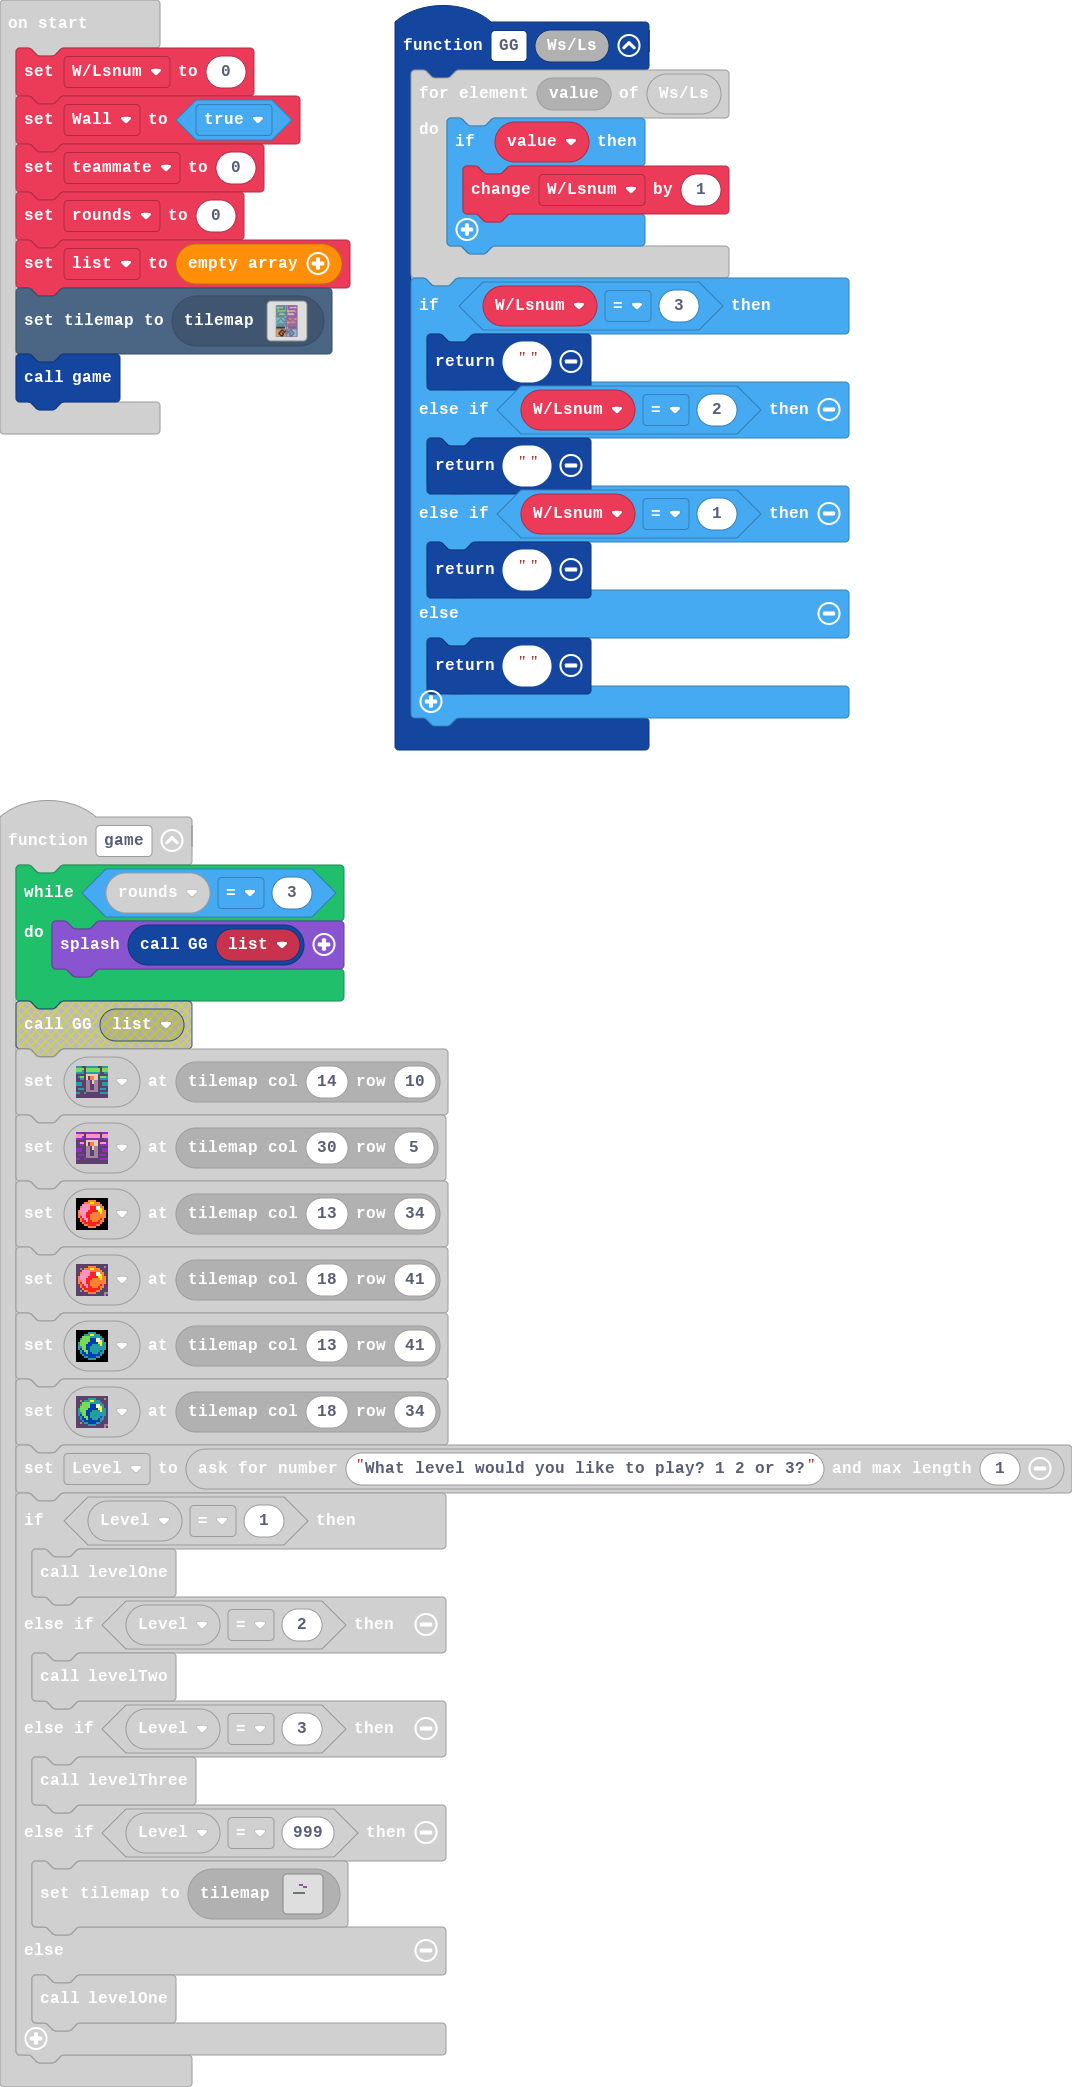 on start
set W/Lsnum to 0
set Wall to true
set teammate to 0
set rounds to 0
set list to empty array
set tilemap to tilemap
call game
function GG Ws/Ls
for element value of Ws/Ls
do
if value then
change W/Lsnum by 1
if W/Lsnum = 3 then
return " "
else if W/Lsnum = 2 then
return " "
else if W/Lsnum = 1 then
return " "
else
return " "
function game
while rounds = 3
do
splash call GG list
call GG list
set at tilemap col 14 row 10
set at tilemap col 30 row 5
set at tilemap col 13 row 34
set at tilemap col 18 row 41
set at tilemap col 13 row 41
set at tilemap col 18 row 34
set Level to ask for number "What level would you like to play? 1 2 or 3?" and max length 1
if Level = 1 then
call levelOne
else if Level = 2 then
call levelTwo
else if Level = 3 then
call levelThree
else if Level = 999 then
set tilemap to tilemap
else
call levelOne